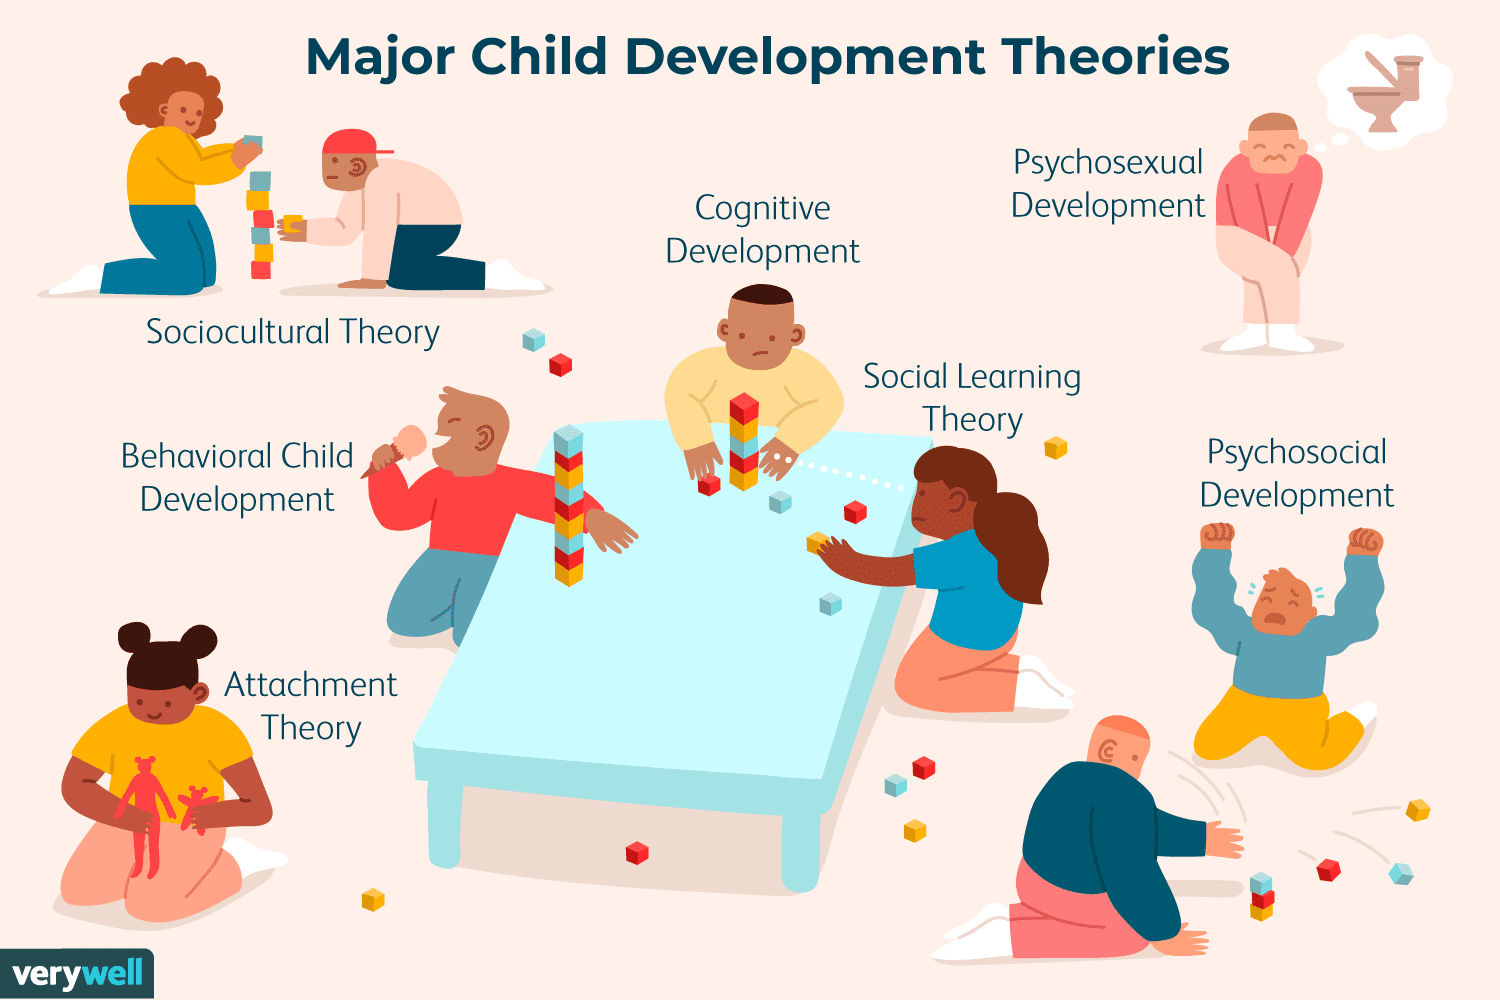 Major Child Development Theories
Psychosexual
Development
Cognitive
Development
Sociocultural Theory
Social Learning
Theory
Behavioral Child
Development
Psychosocial
Development
Attachment
Theory
verywell